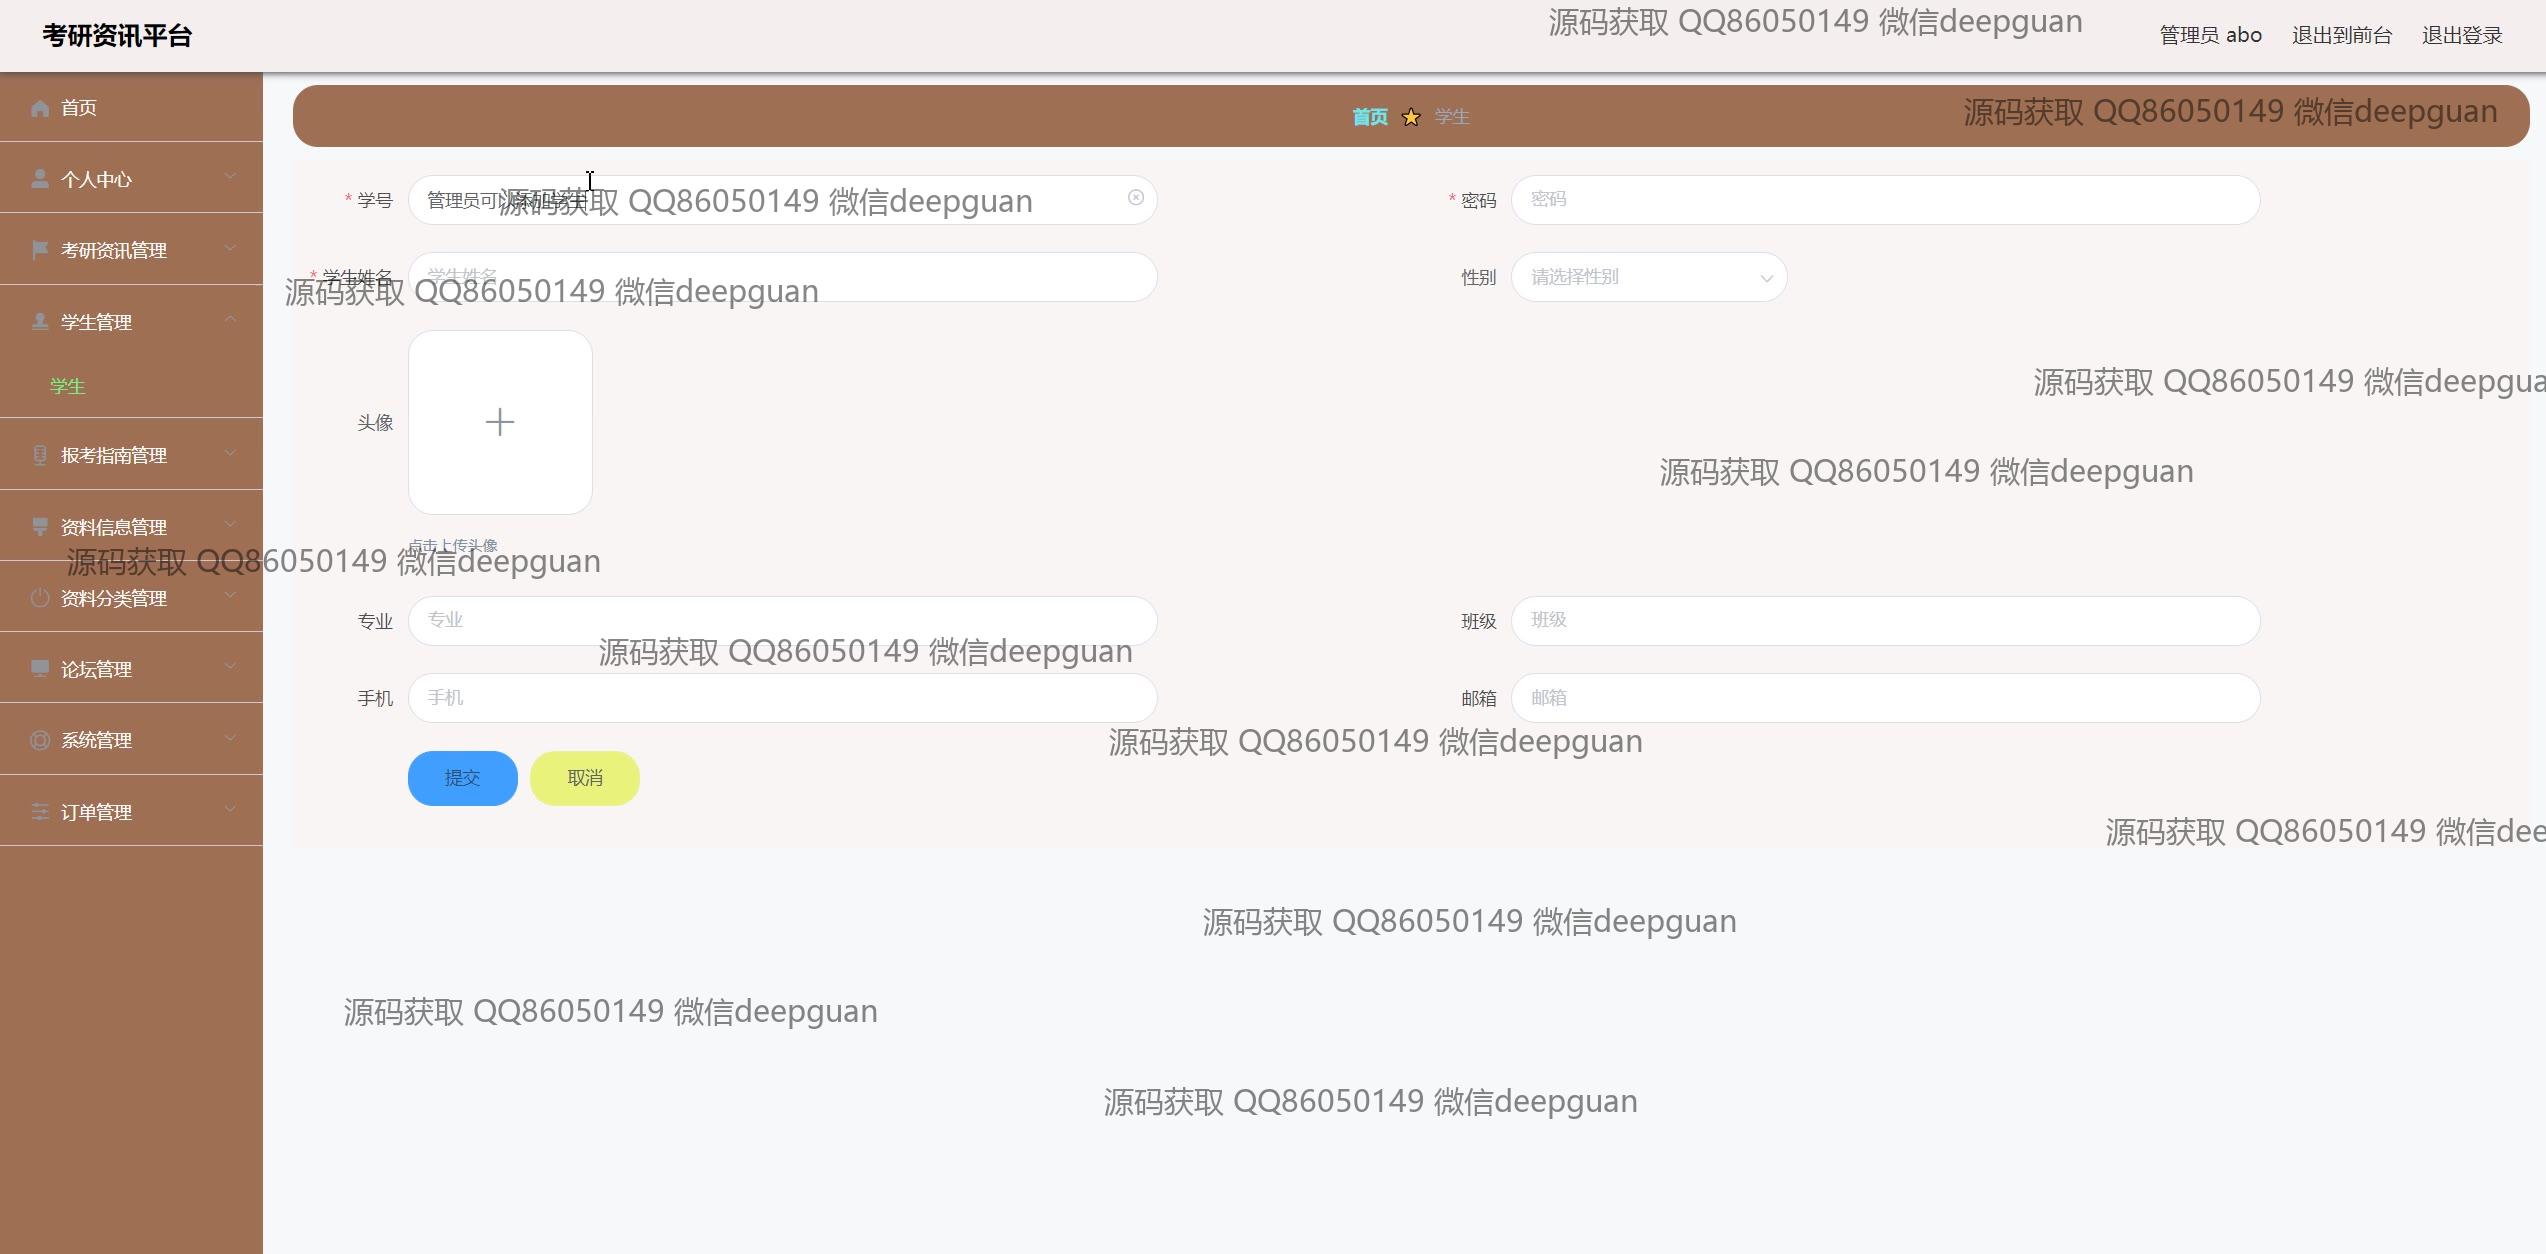 考研资讯平台
源码获取 QQ86050149 微信deepguan
管理员 abo
退出到前台
退出登录
首页
个人中心
考研资讯管理
学生管理
学生
报考指南管理
资料信息管理
资料分类管理
论坛管理
系统管理
订单管理
首页 学生
源码获取 QQ86050149 微信deepguan
* 学号
管理员可以添加学生
源码获取 QQ86050149 微信deepguan
* 密码
密码
* 学生姓名
学生姓名
源码获取 QQ86050149 微信deepguan
性别
请选择性别
头像
源码获取 QQ86050149 微信deepgua
源码获取 QQ86050149 微信deepguan
点击上传头像
源码获取 QQ86050149 微信deepguan
专业
专业
班级
班级
源码获取 QQ86050149 微信deepguan
手机
手机
邮箱
邮箱
源码获取 QQ86050149 微信deepguan
提交
取消
源码获取 QQ86050149 微信dee
源码获取 QQ86050149 微信deepguan
源码获取 QQ86050149 微信deepguan
源码获取 QQ86050149 微信deepguan